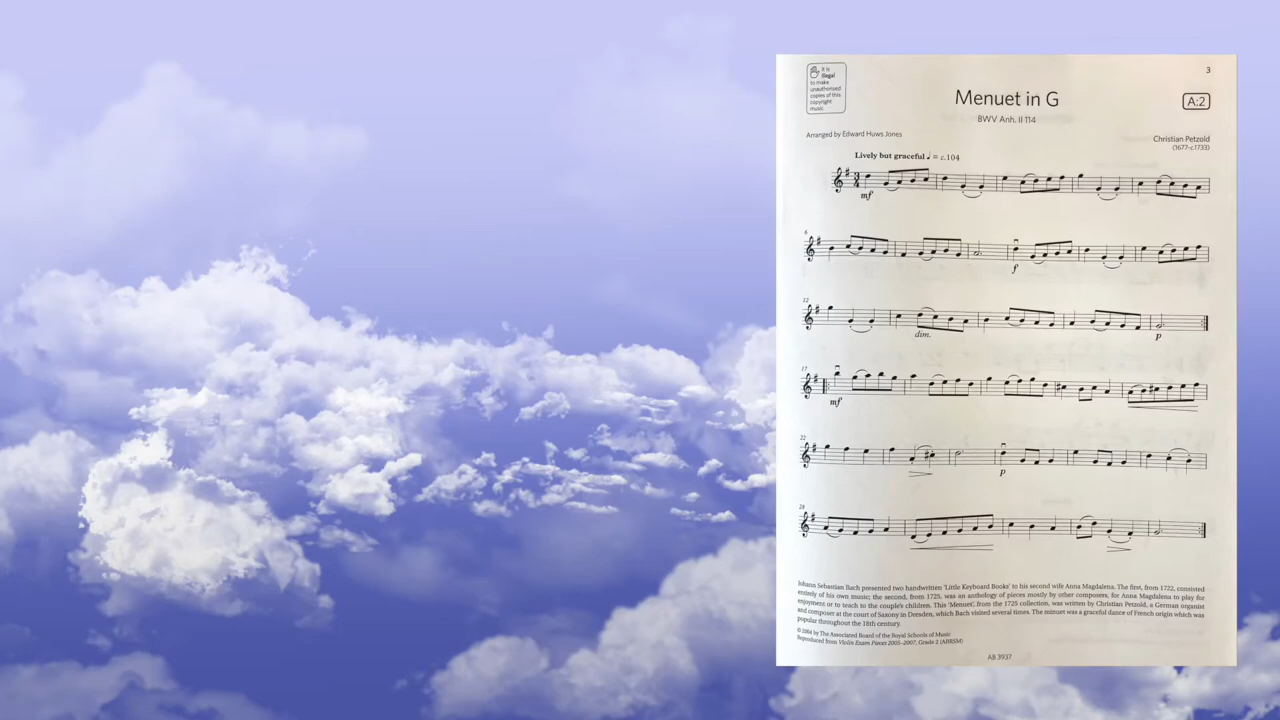 It is
illegal
to make
unauthorised
copies of this
copyright
music.
3
Menuet in G
A:2
BWV Anh. II 114
Arranged by Edward Huws Jones
Christian Petzold
(1677-c1733)
Lively but graceful ♩ = c.104
3
4
mf
6
f
12
dim.
p
17
mf
22
p
28
Johann Sebastian Bach presented two handwritten 'Little Keyboard Books' to his second wife Anna Magdalena. The first, from 1722, consisted
entirely of his own music; the second, from 1725, was an anthology of pieces mostly by other composers, for Anna Magdalena to play for
enjoyment or to teach to the couple's children. This 'Menuet', from the 1725 collection, was written by Christian Petzold, a German organist
and composer at the court of Saxony in Dresden, which Bach visited several times. The minuet was a graceful dance of French origin which was
popular throughout the 18th century.
© 2004 by The Associated Board of the Royal Schools of Music
Reproduced from Violin Exam Pieces 2005–2007, Grade 2 (ABRSM)
AB 3937